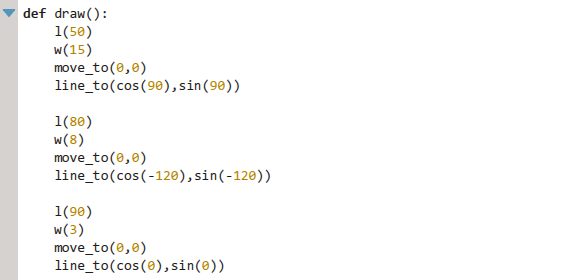 def draw():
    l(50)
    w(15)
    move_to(0,0)
    line_to(cos(90),sin(90))

    l(80)
    w(8)
    move_to(0,0)
    line_to(cos(-120),sin(-120))

    l(90)
    w(3)
    move_to(0,0)
    line_to(cos(0),sin(0))